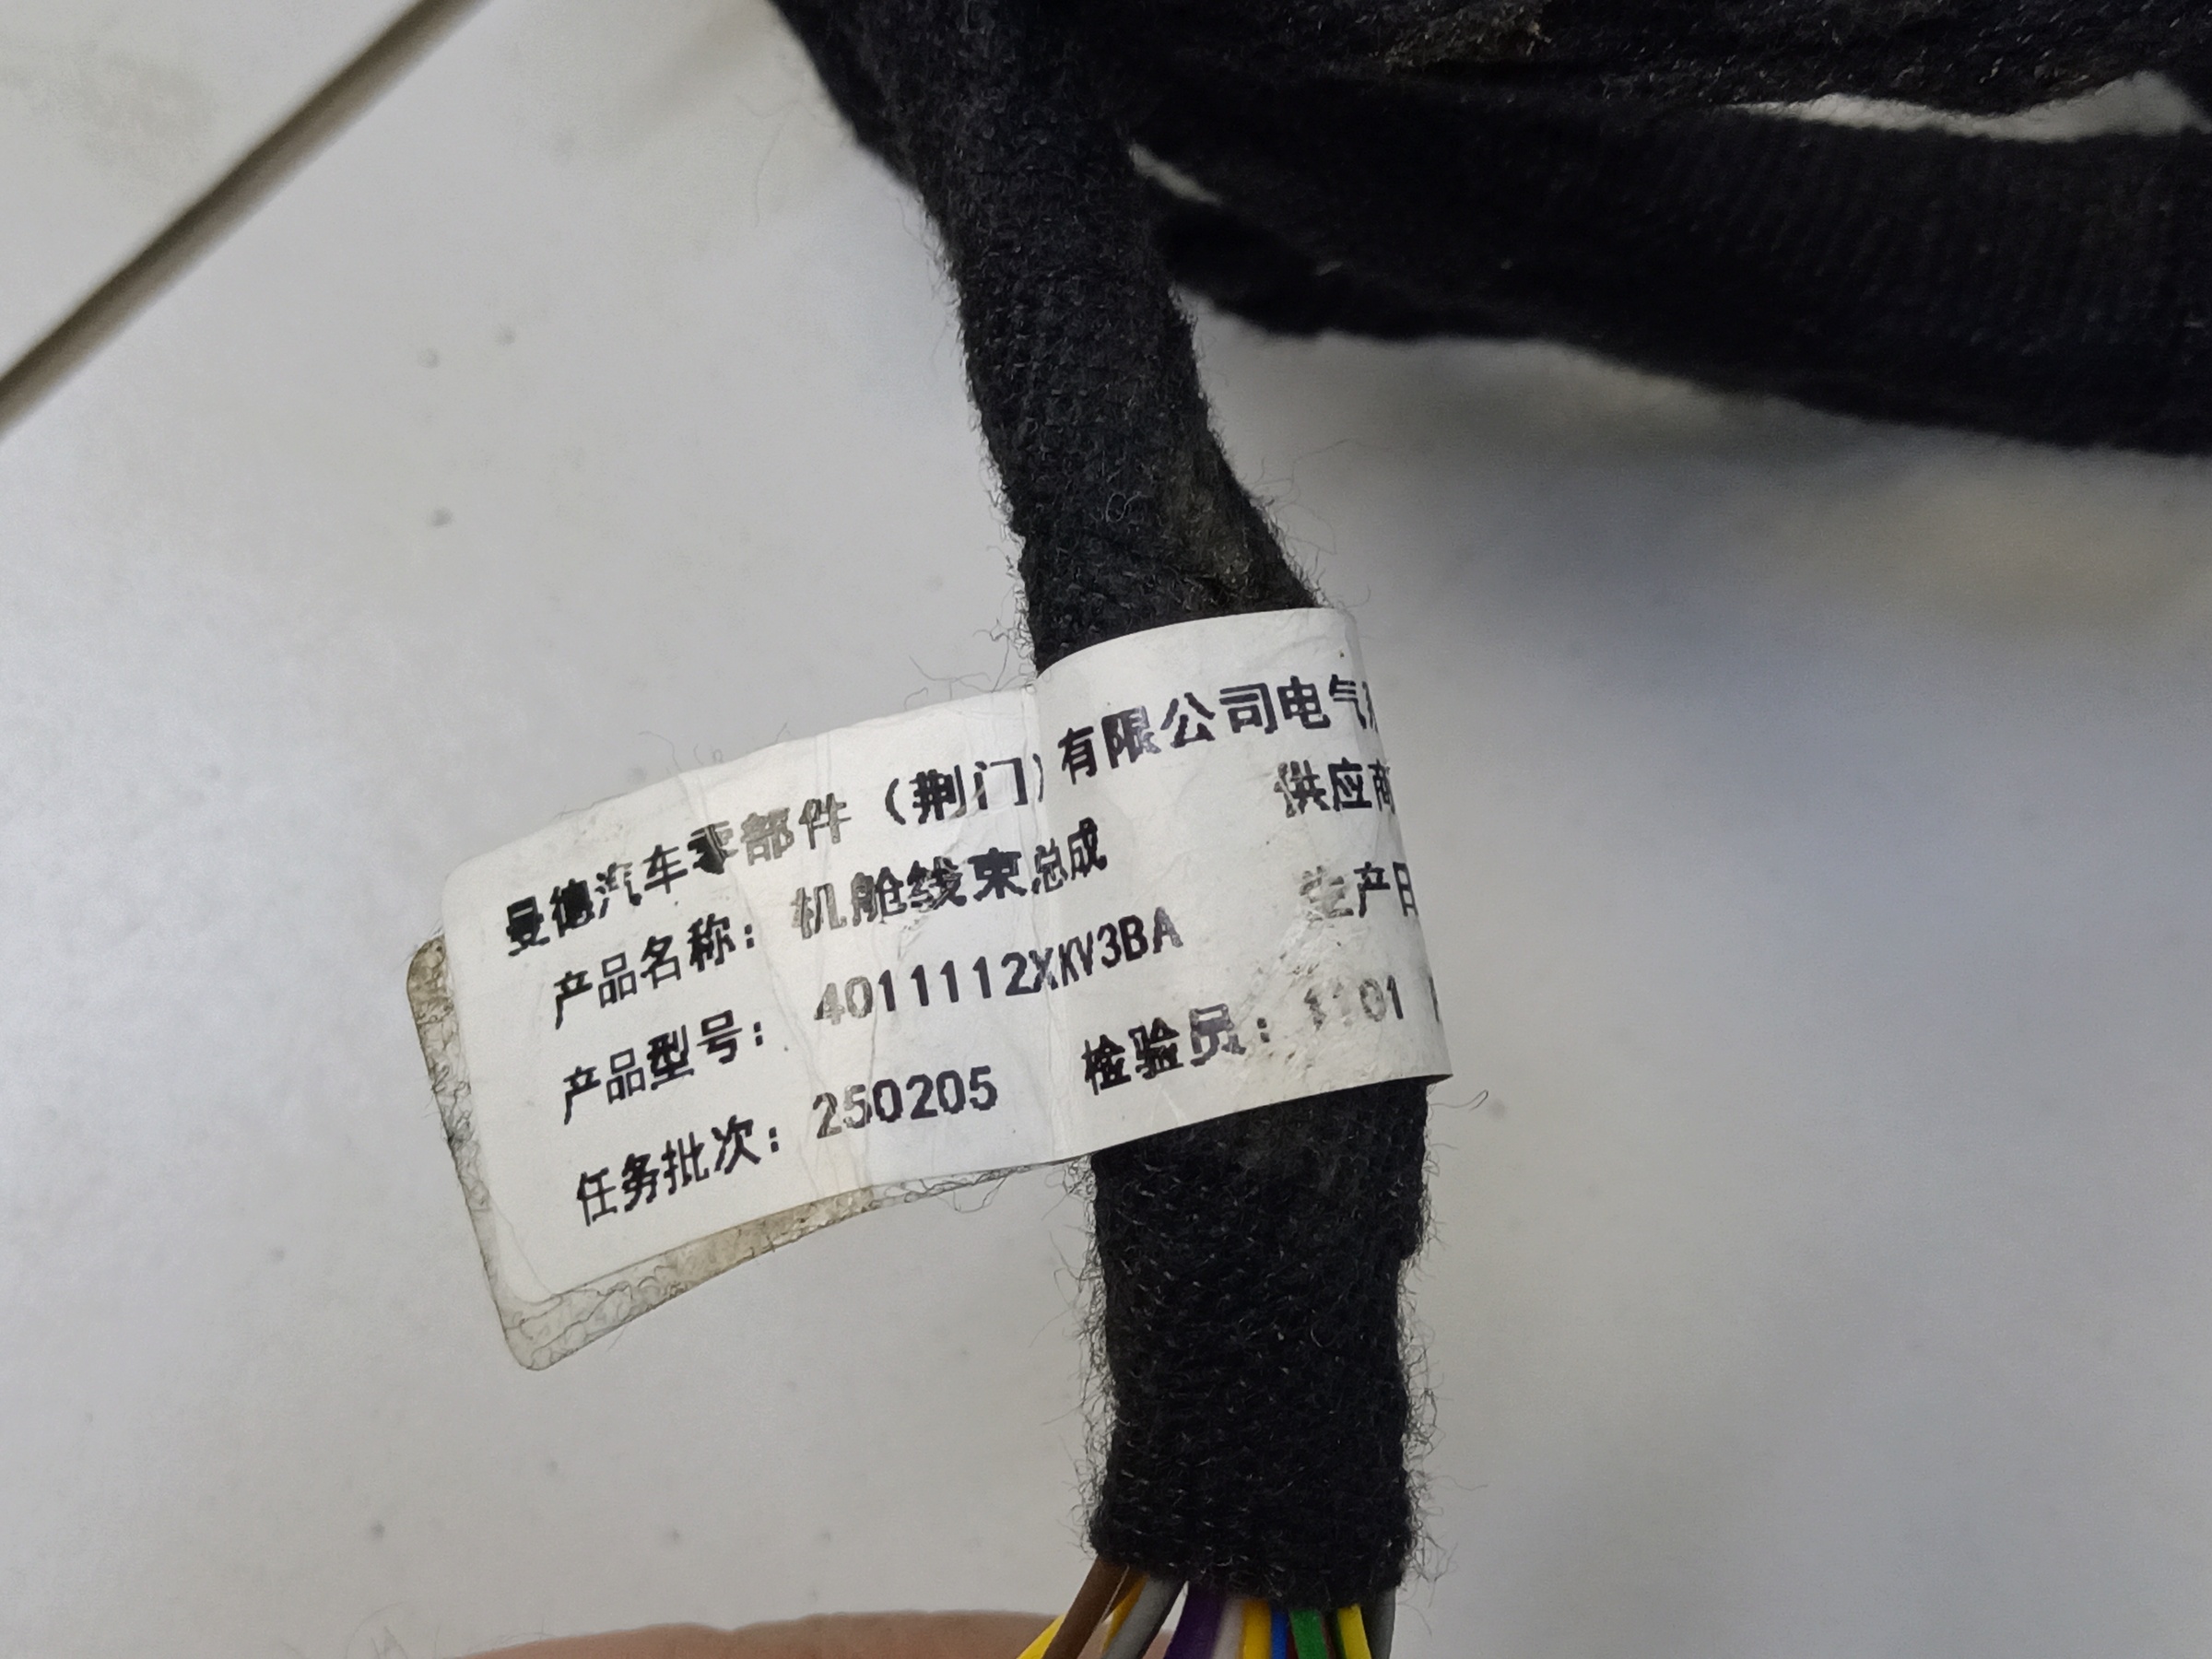 曼德汽车零部件（荆门）有限公司电气
产品名称：机舱线束总成 供应商
产品型号：4011112XKV3BA 生产日
任务批次：250205 检验员：1101